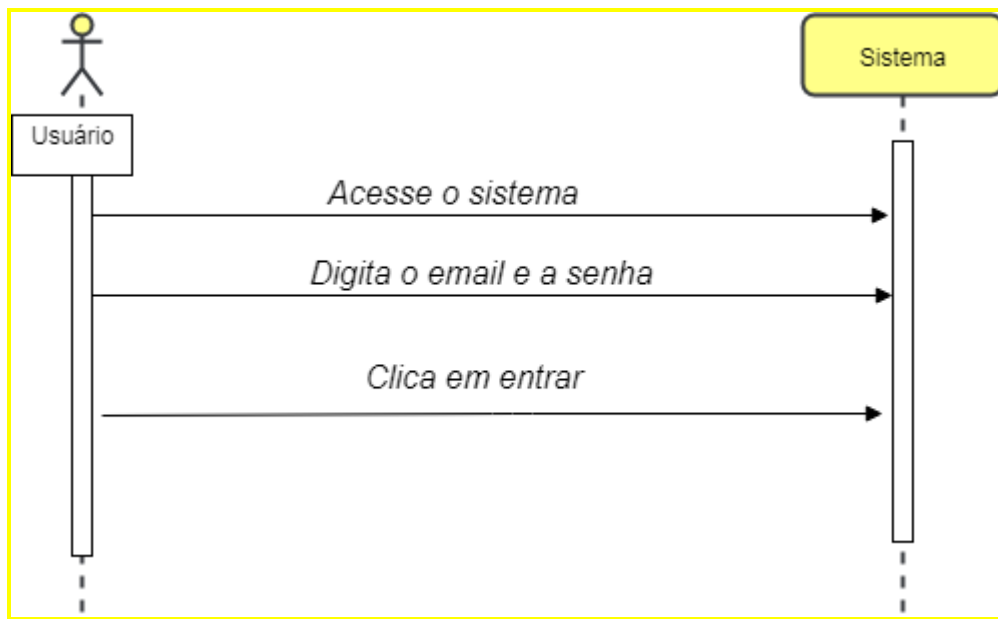 Sistema
Usuário
Acesse o sistema
Digita o email e a senha
Clica em entrar